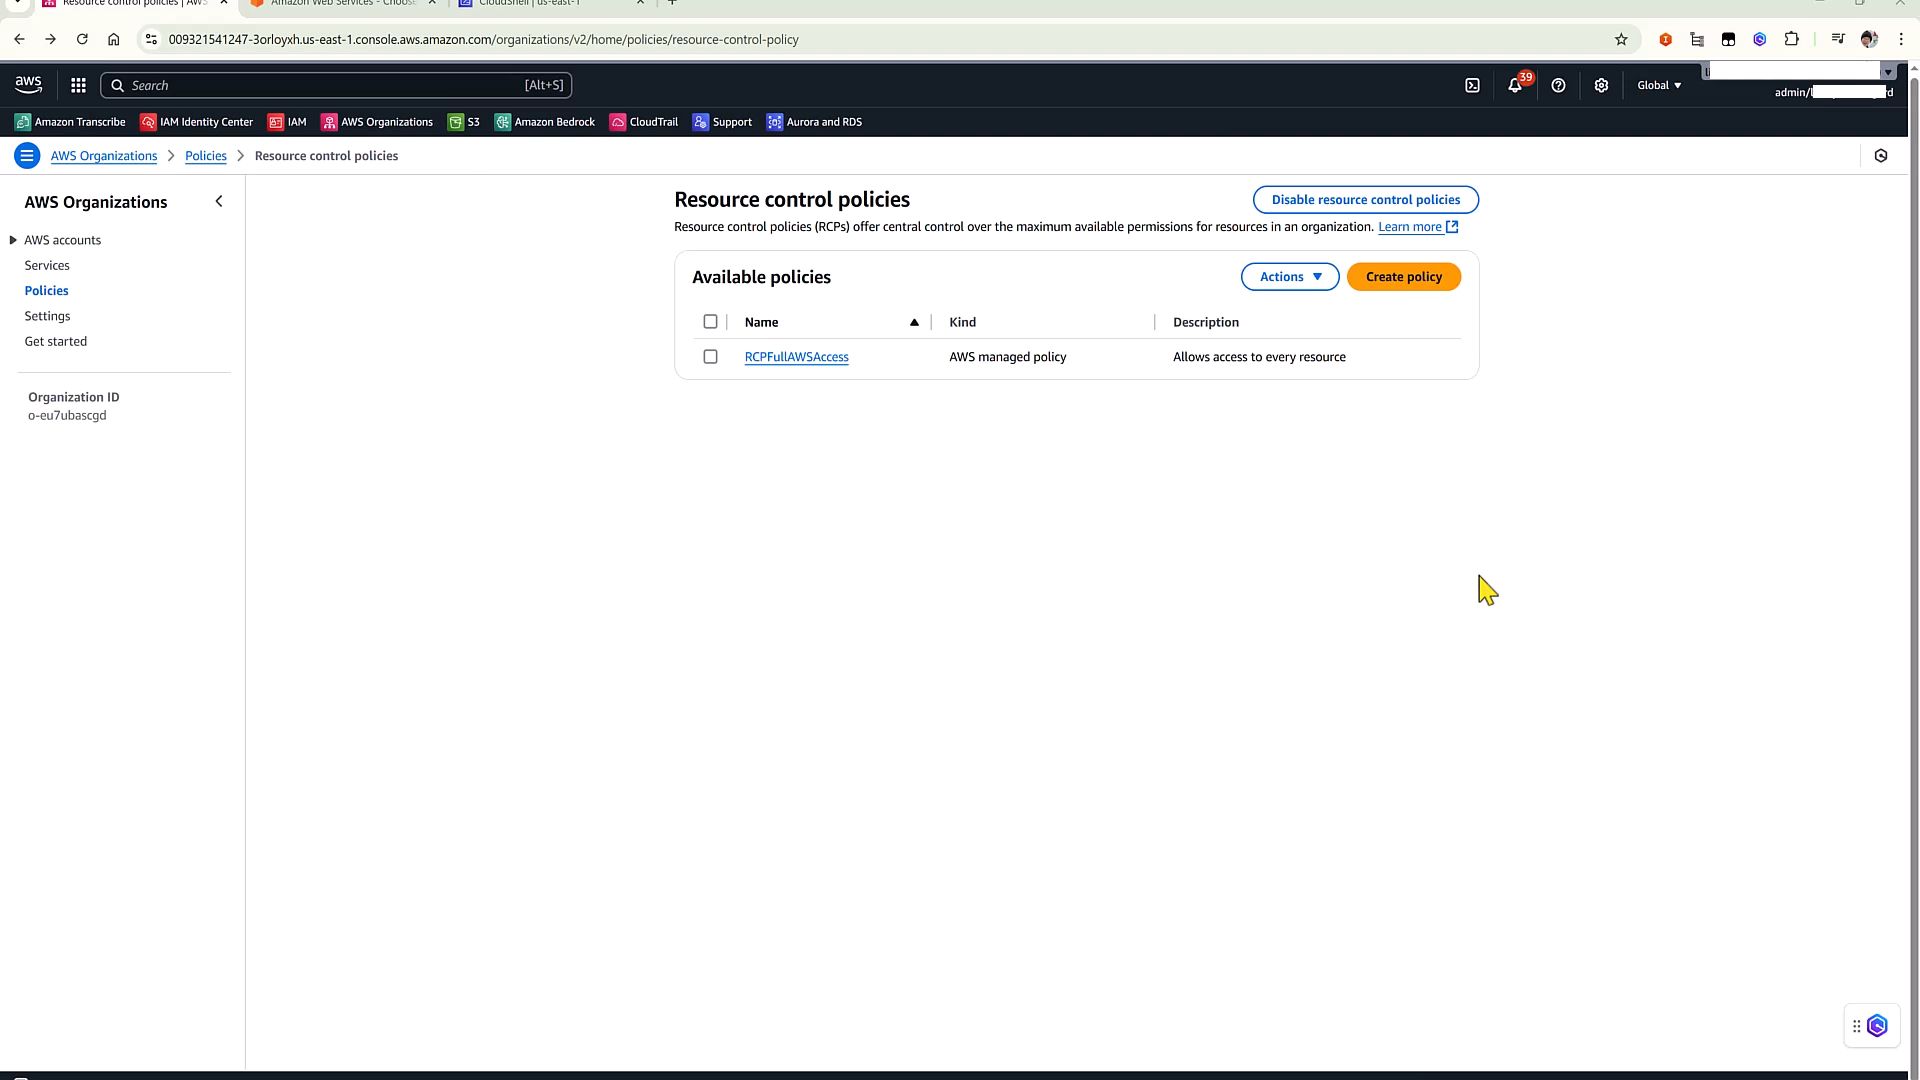 Resource control policies | AWS
Amazon Web Services - Choose
CloudShell | us-east-1
009321541247-3orloyxh.us-east-1.console.aws.amazon.com/organizations/v2/home/policies/resource-control-policy
aws
Search
[Alt+S]
39
Global
admin/
Amazon Transcribe
IAM Identity Center
IAM
AWS Organizations
S3
Amazon Bedrock
CloudTrail
Support
Aurora and RDS
AWS Organizations > Policies > Resource control policies
AWS Organizations
AWS accounts
Services
Policies
Settings
Get started
Organization ID
o-eu7ubascgd
Resource control policies
Disable resource control policies
Resource control policies (RCPs) offer central control over the maximum available permissions for resources in an organization. Learn more
Available policies
Actions
Create policy
Name
Kind
Description
RCPFullAWSAccess
AWS managed policy
Allows access to every resource